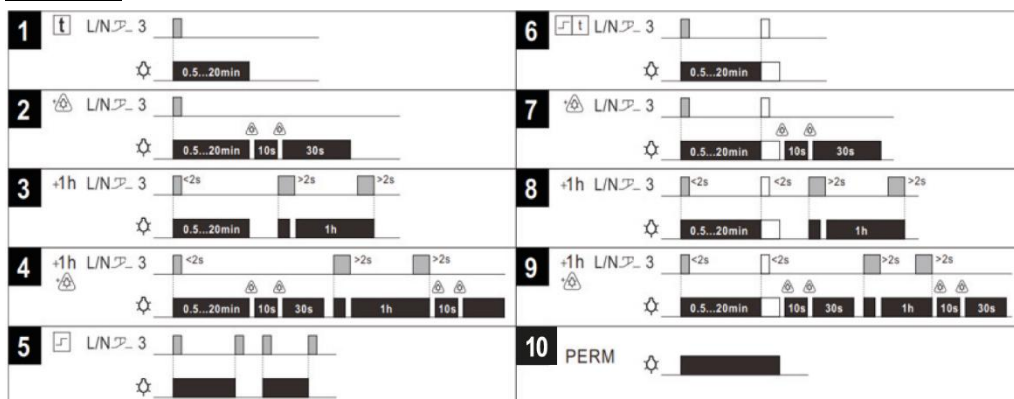 1 t L/N 3
0.5...20min
2 L/N 3
0.5...20min 10s 30s
3 +1h L/N 3 <2s >2s >2s
0.5...20min 1h
4 +1h L/N 3 <2s >2s >2s
0.5...20min 10s 30s 1h 10s
5 L/N 3
6 t L/N 3
0.5...20min
7 L/N 3
0.5...20min 10s 30s
8 +1h L/N 3 <2s <2s >2s >2s
0.5...20min 1h
9 +1h L/N 3 <2s <2s >2s >2s
0.5...20min 10s 30s 1h 10s 30s
10 PERM